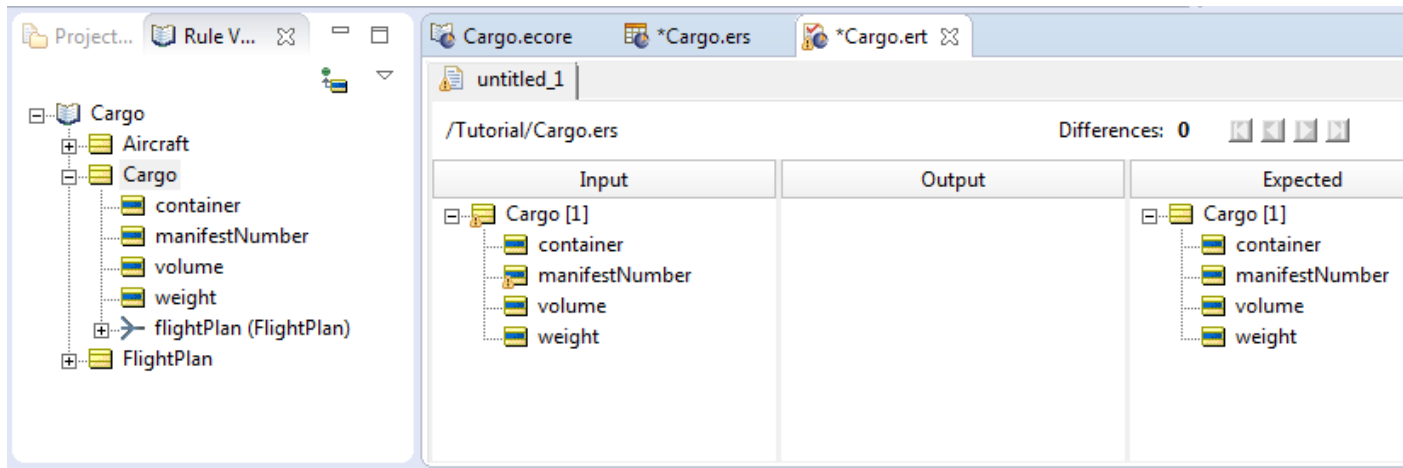 Project... Rule V...
Cargo
Aircraft
Cargo
container
manifestNumber
volume
weight
flightPlan (FlightPlan)
FlightPlan
Cargo.ecore *Cargo.ers *Cargo.ert
untitled_1
/Tutorial/Cargo.ers Differences: 0
Input Output Expected
Cargo [1] Cargo [1]
container container
manifestNumber manifestNumber
volume volume
weight weight